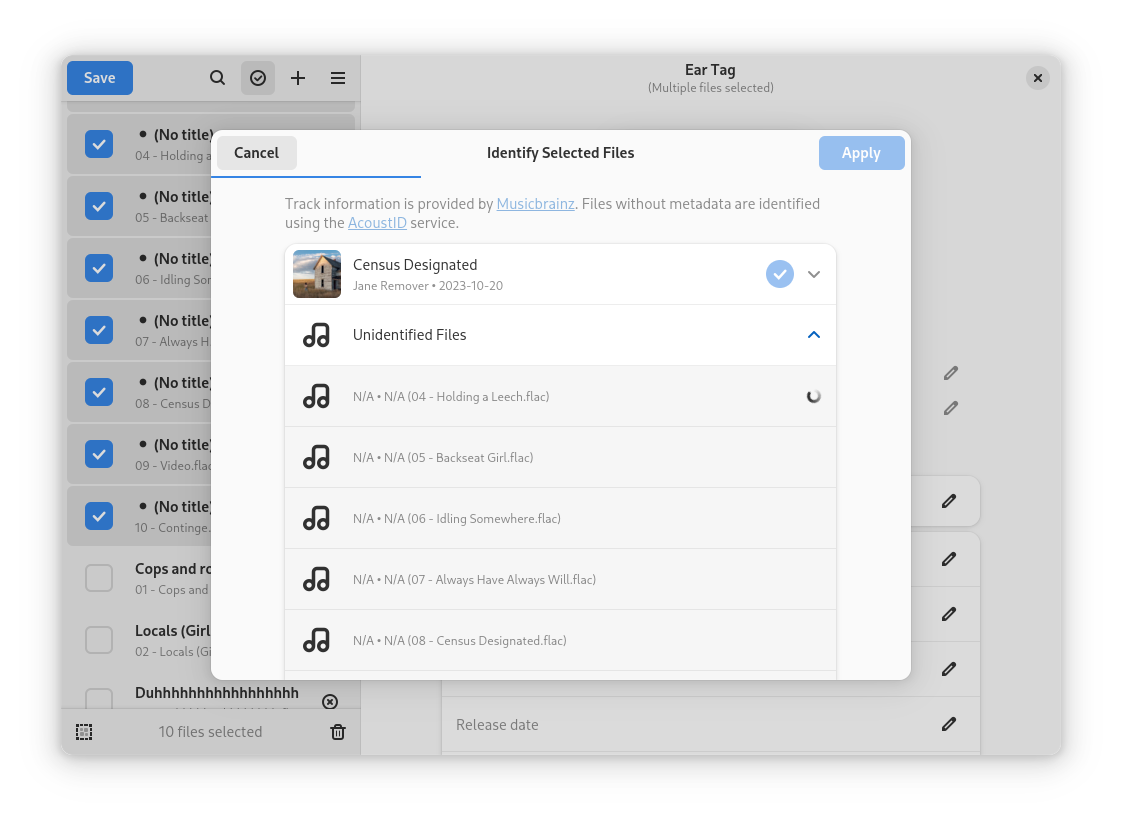 Save
Ear Tag
(Multiple files selected)
• (No title)
04 - Holding a
• (No title)
05 - Backseat
• (No title)
06 - Idling Som
• (No title)
07 - Always H
• (No title)
08 - Census D
• (No title)
09 - Video.flac
• (No title)
10 - Continge.
Cops and ro
01 - Cops and
Locals (Girl
02 - Locals (Gi
Duhhhhhhhhhhhhhhhhh
10 files selected
Cancel
Identify Selected Files
Apply
Track information is provided by Musicbrainz. Files without metadata are identified
using the AcoustID service.
Census Designated
Jane Remover • 2023-10-20
Unidentified Files
N/A • N/A (04 - Holding a Leech.flac)
N/A • N/A (05 - Backseat Girl.flac)
N/A • N/A (06 - Idling Somewhere.flac)
N/A • N/A (07 - Always Have Always Will.flac)
N/A • N/A (08 - Census Designated.flac)
Release date